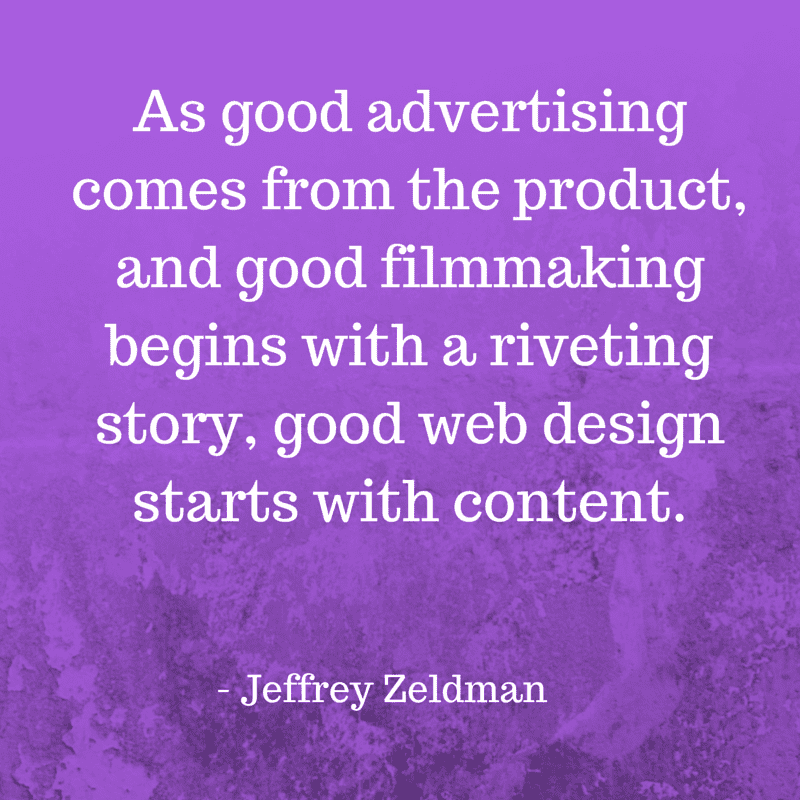 As good advertising
comes from the product,
and good filmmaking
begins with a riveting
story, good web design
starts with content.
- Jeffrey Zeldman